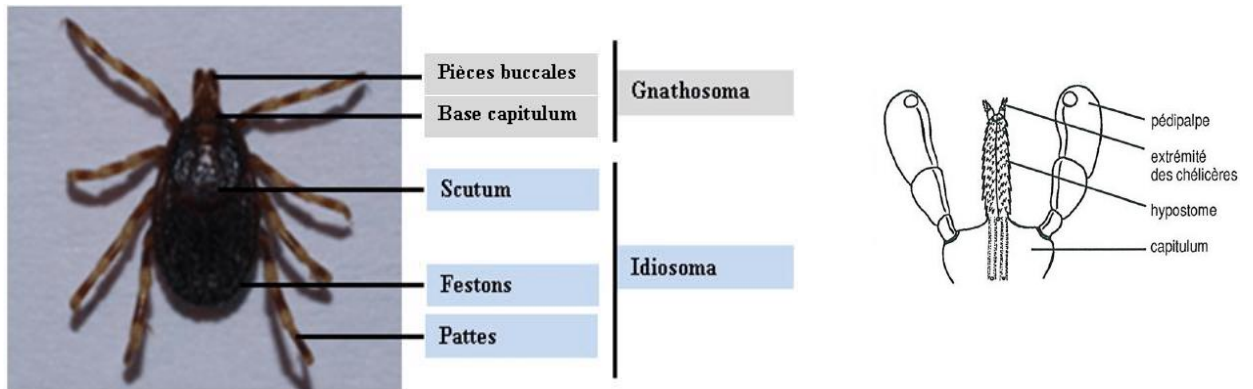 Pièces buccales
Base capitulum
Gnathosoma
Scutum
Festons
Pattes
Idiosoma
pédipalpe
extrémité
des chélicères
hypostome
capitulum